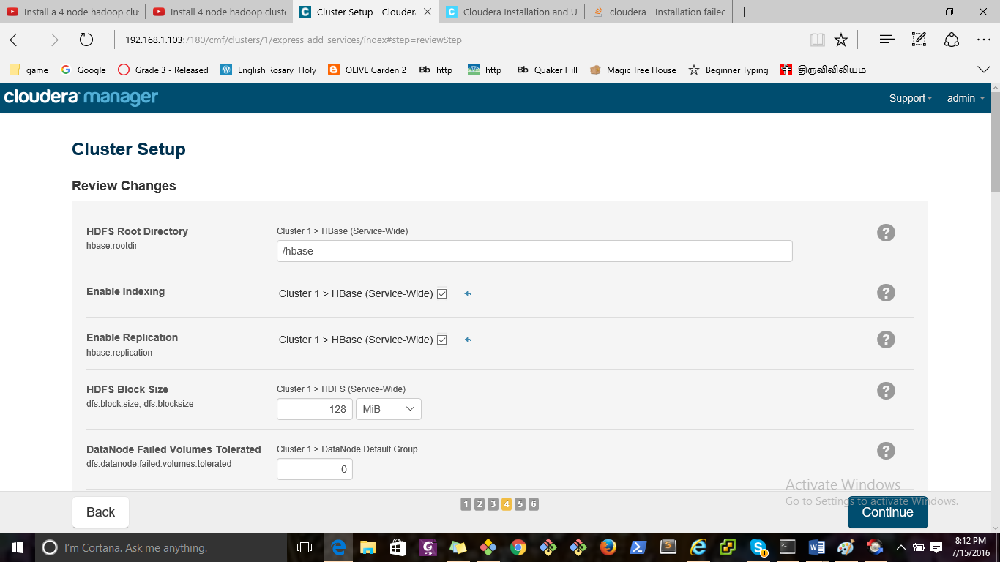 Install a 4 node hadoop clu
Install 4 node hadoop cluste
Cluster Setup - Clouder
Cloudera Installation and U
cloudera - Installation failed
192.168.1.103:7180/cmf/clusters/1/express-add-services/index#step=reviewStep
game
Google
Grade 3 - Released
English Rosary Holy
OLIVE Garden 2
Bb http
http
Bb Quaker Hill
Magic Tree House
Beginner Typing
திருவிவிலியம்
cloudera manager
Support
admin
Cluster Setup
Review Changes
HDFS Root Directory
hbase.rootdir
Cluster 1 > HBase (Service-Wide)
/hbase
?
Enable Indexing
Cluster 1 > HBase (Service-Wide)
?
Enable Replication
hbase.replication
Cluster 1 > HBase (Service-Wide)
?
HDFS Block Size
dfs.block.size, dfs.blocksize
Cluster 1 > HDFS (Service-Wide)
128
MiB
?
DataNode Failed Volumes Tolerated
dfs.datanode.failed.volumes.tolerated
Cluster 1 > DataNode Default Group
0
?
Activate Windows
Go to Settings to activate Windows.
Back
1 2 3 4 5 6
Continue
I'm Cortana. Ask me anything.
8:12 PM
7/15/2016